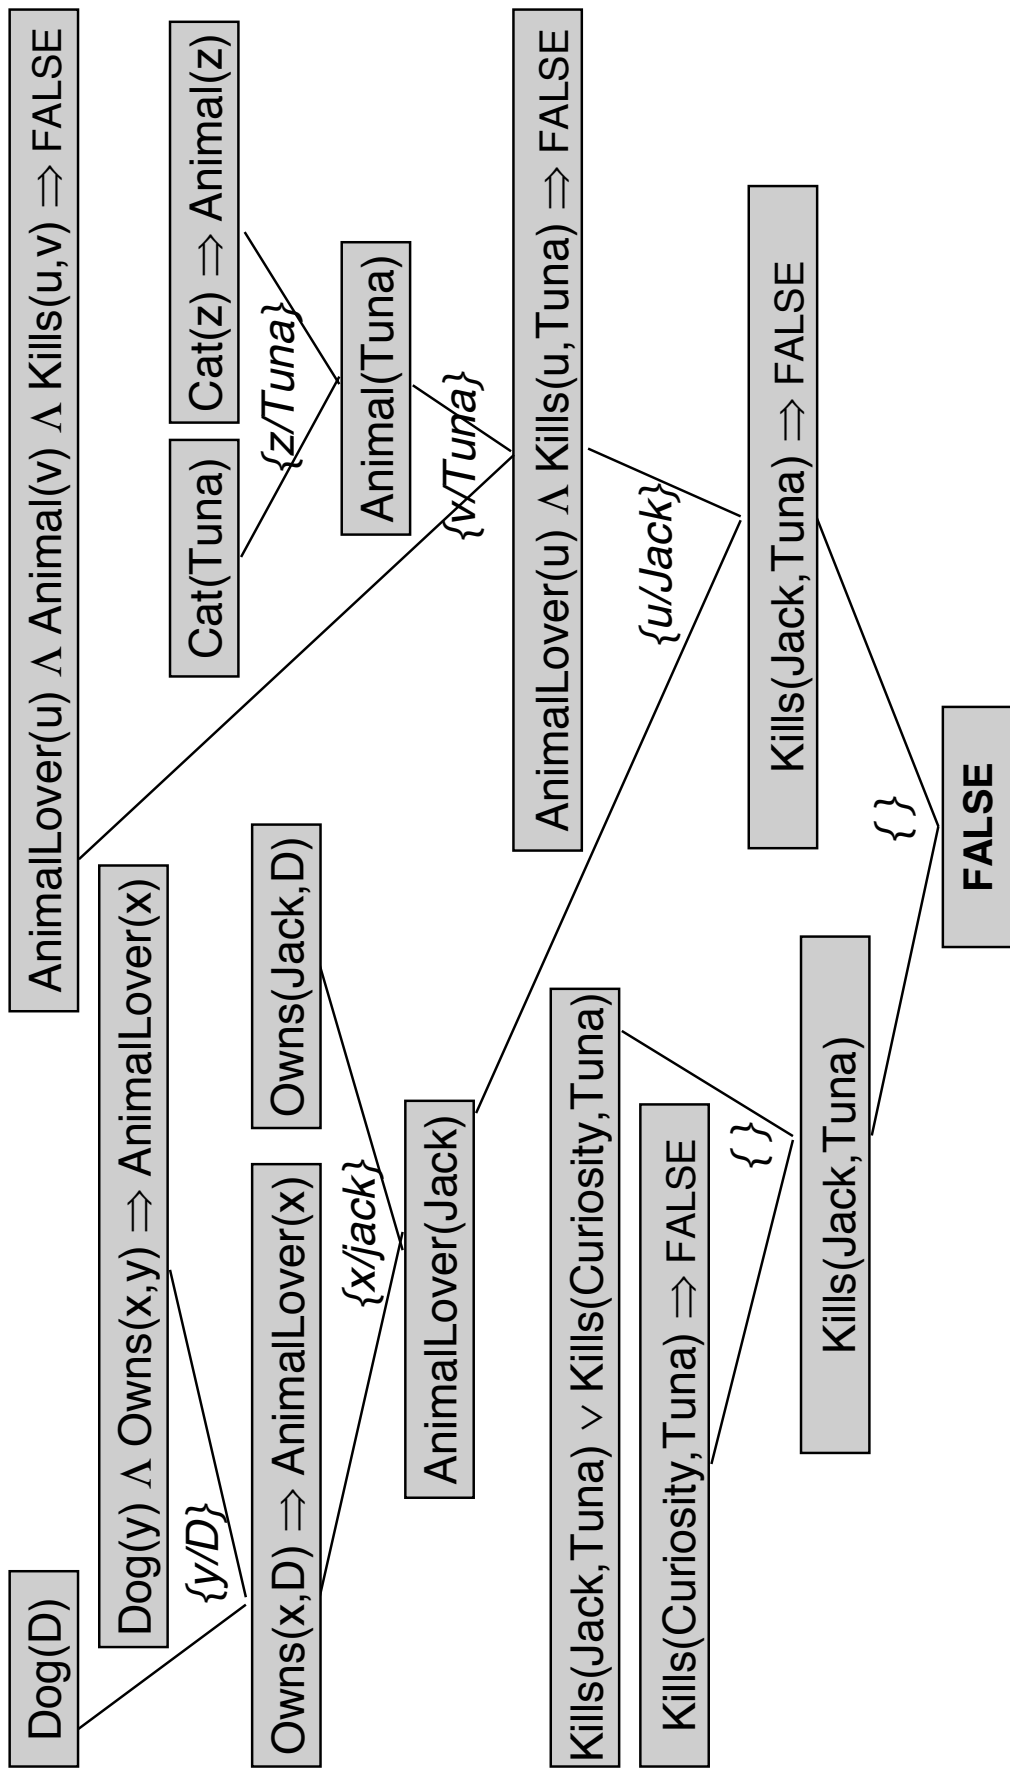 Dog(D)
AnimalLover(u) Λ Animal(v) Λ Kills(u,v) ⇒ FALSE
Dog(y) Λ Owns(x,y) ⇒ AnimalLover(x)
Cat(Tuna)
Cat(z) ⇒ Animal(z)
{y/D}
{z/Tuna}
Owns(x,D) ⇒ AnimalLover(x)
Owns(Jack,D)
Animal(Tuna)
{x/jack}
{v/Tuna}
AnimalLover(Jack)
AnimalLover(u) Λ Kills(u,Tuna) ⇒ FALSE
Kills(Jack,Tuna) ∨ Kills(Curiosity,Tuna)
{u/Jack}
Kills(Curiosity,Tuna) ⇒ FALSE
{ }
Kills(Jack,Tuna) ⇒ FALSE
Kills(Jack,Tuna)
{ }
FALSE